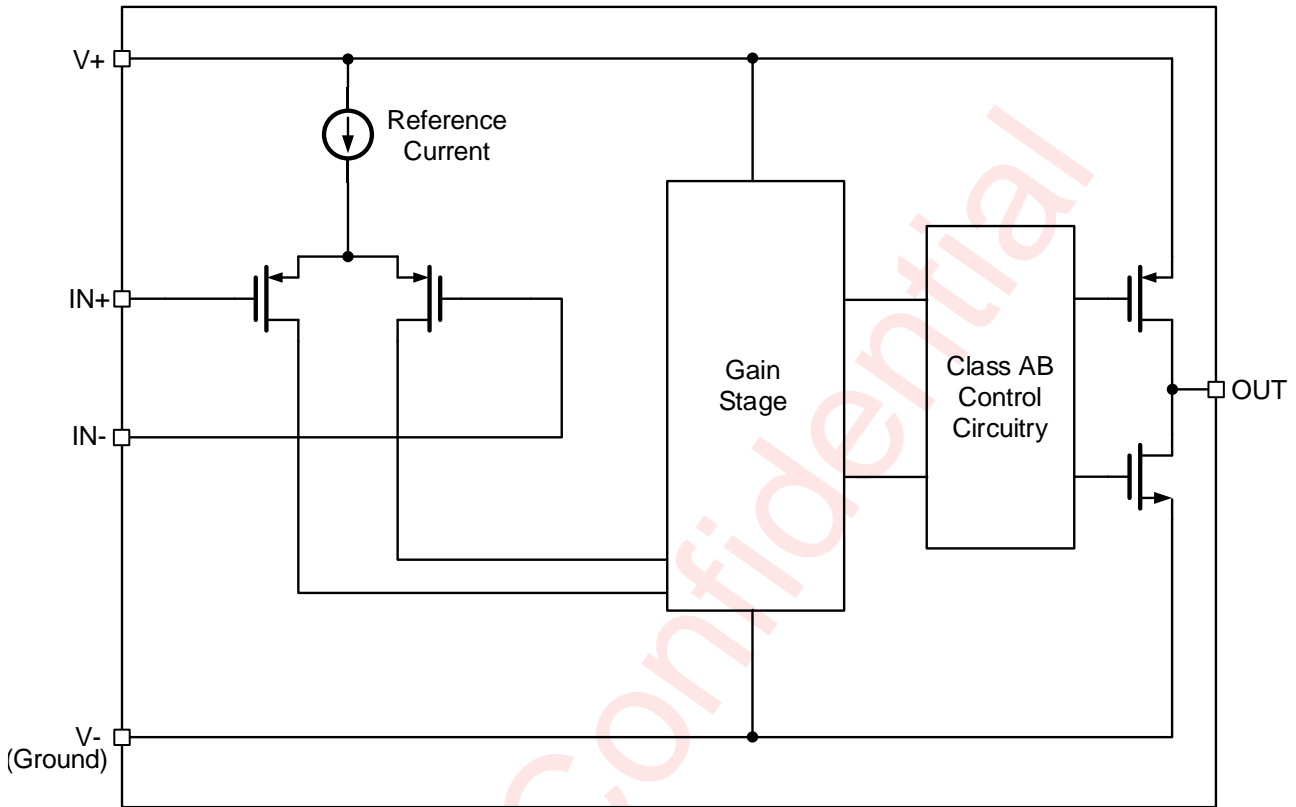 V+
Reference
Current
IN+
IN-
Gain
Stage
Class AB
Control
Circuitry
OUT
V-
(Ground)
Confidential